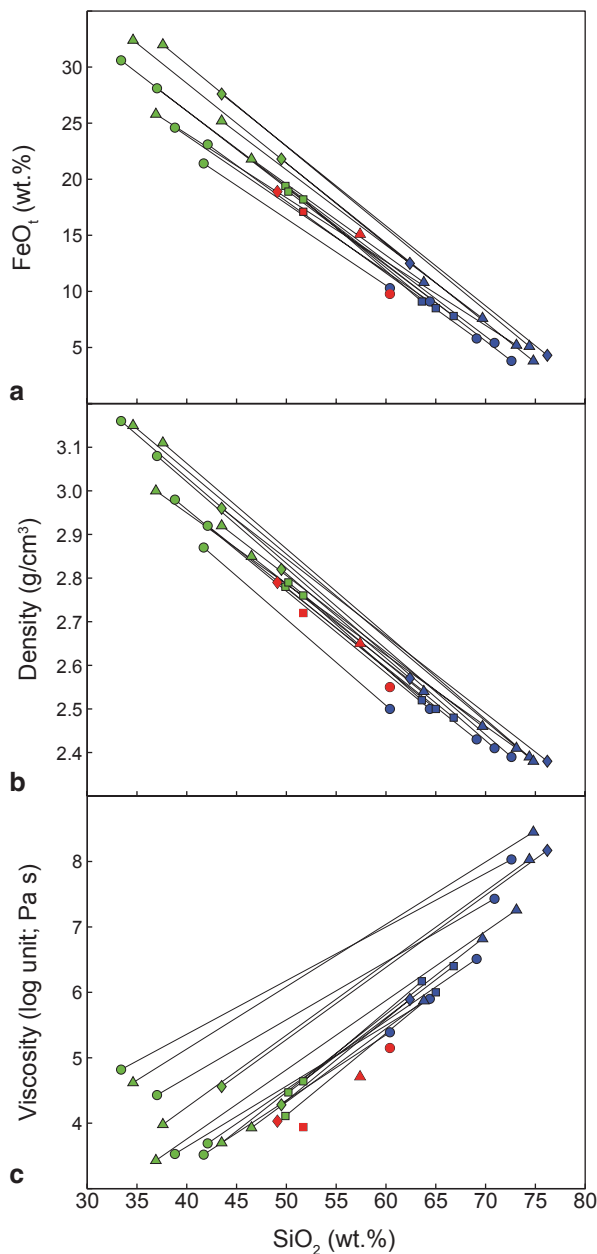 30
25
20
15
10
5
FeOₜ (wt.%)
a
3.1
3.0
2.9
2.8
2.7
2.6
2.5
2.4
Density (g/cm³)
b
8
7
6
5
4
Viscosity (log unit; Pa s)
c
30 35 40 45 50 55 60 65 70 75 80
SiO₂ (wt.%)